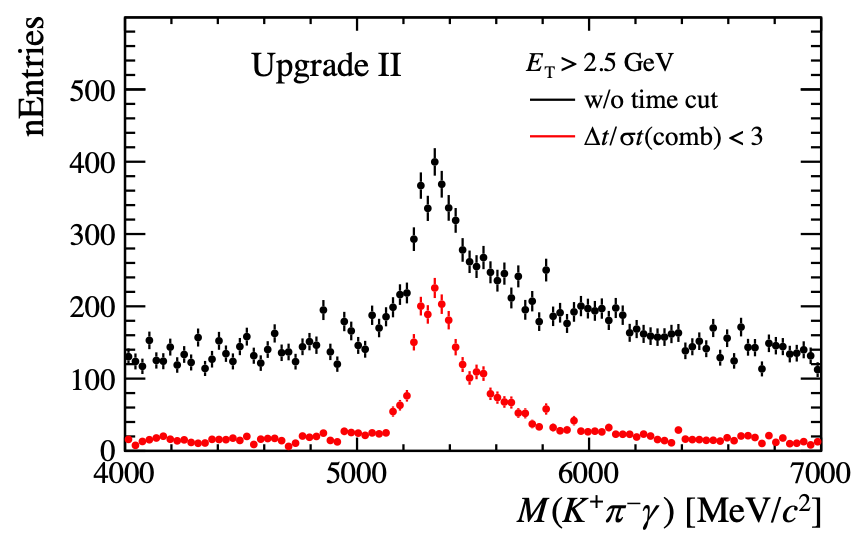 nEntries
Upgrade II
E_T > 2.5 GeV
w/o time cut
Δt/σt(comb) < 3
500
400
300
200
100
0
4000 5000 6000 7000
M(K⁺π⁻γ) [MeV/c²]